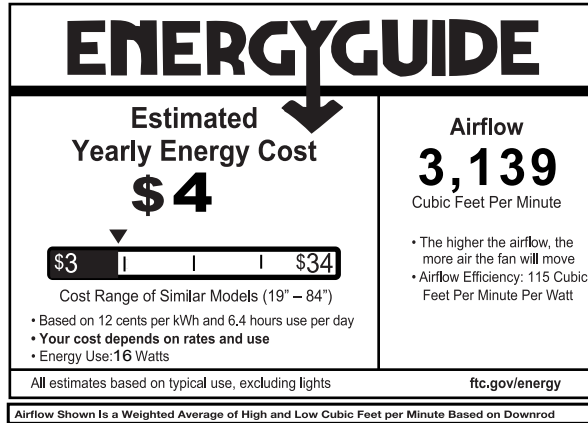 ENERGYGUIDE
Estimated
Yearly Energy Cost
$4
$3 $34
Cost Range of Similar Models (19” – 84”)
• Based on 12 cents per kWh and 6.4 hours use per day
• Your cost depends on rates and use
• Energy Use:16 Watts
Airflow
3,139
Cubic Feet Per Minute
• The higher the airflow, the
more air the fan will move
• Airflow Efficiency: 115 Cubic
Feet Per Minute Per Watt
All estimates based on typical use, excluding lights
ftc.gov/energy
Airflow Shown Is a Weighted Average of High and Low Cubic Feet per Minute Based on Downrod